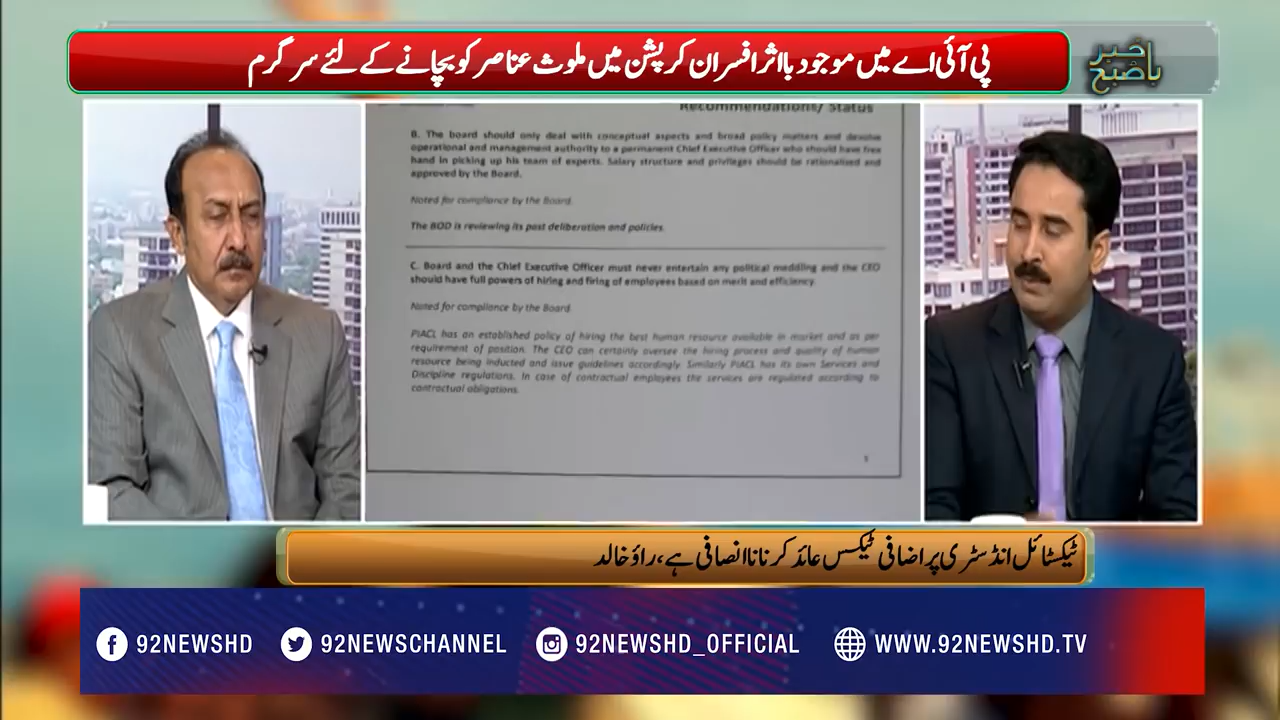 پی آئی اے میں موجود بااثر افسران کرپشن میں ملوث عناصر کو بچانے کے لئے سرگرم
باخبر صبح
Recommendations/ Status
B. The board should only deal with conceptual aspects and broad policy matters and devolve
operational and management authority to a permanent Chief Executive Officer who should have free
hand in picking up his team of experts. Salary structure and privileges should be rationalised and
approved by the Board.
Noted for compliance by the Board.
The BOD is reviewing its past deliberation and policies.
C. Board and the Chief Executive Officer must never entertain any political meddling and the CEO
should have full powers of hiring and firing of employees based on merit and efficiency.
Noted for compliance by the Board
PIACL has an established policy of hiring the best human resource available in market and as per
requirement of position. The CEO can certainly oversee the hiring process and quality of human
resource being inducted and issue guidelines accordingly. Similarly PIACL has its own Services and
Discipline regulations. In case of contractual employees the services are regulated according to
contractual obligations.
ٹیکسٹائل انڈسٹری پر اضافی ٹیکس عائد کرنا ناانصافی ہے، راؤ خالد
92NEWSHD 92NEWSCHANNEL 92NEWSHD_OFFICIAL WWW.92NEWSHD.TV